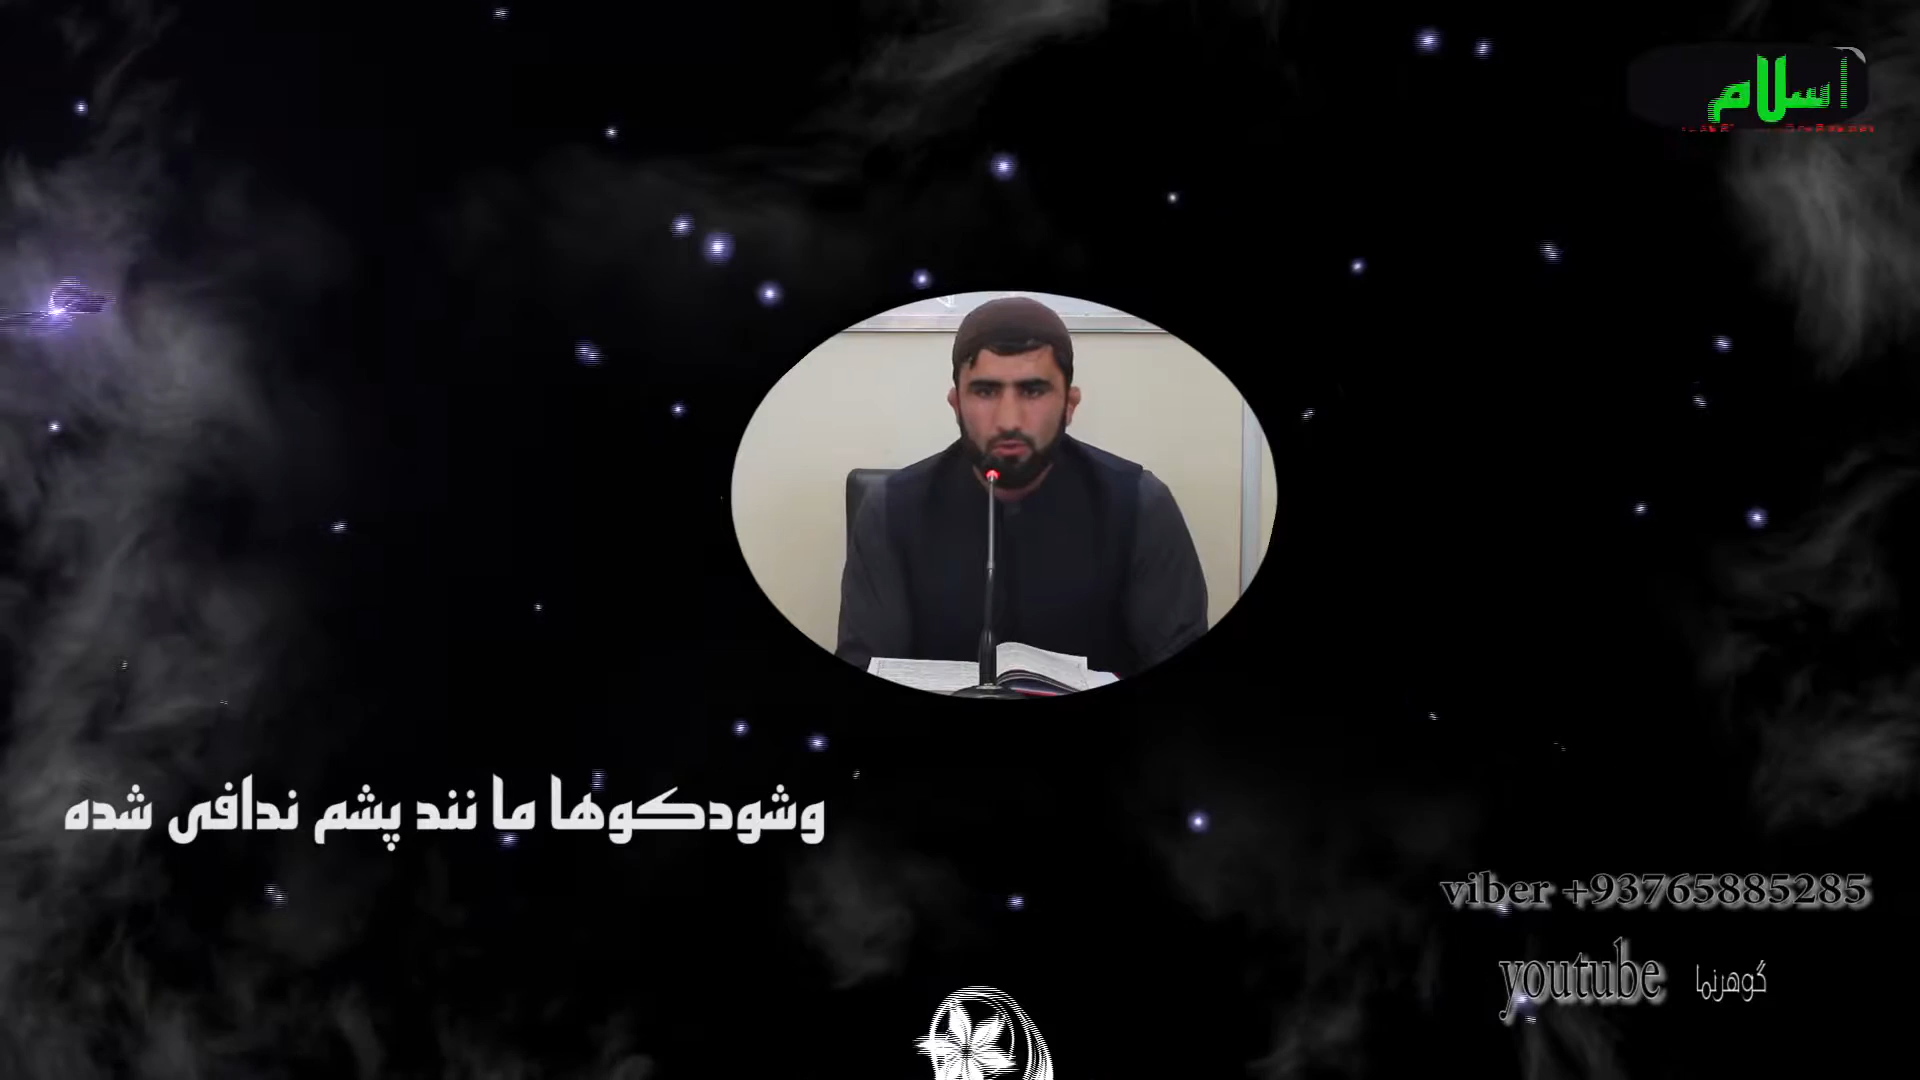 اسلام
وشودکوها ما نند پشم ندافی شده
viber +93765885285
youtube گوهرنما